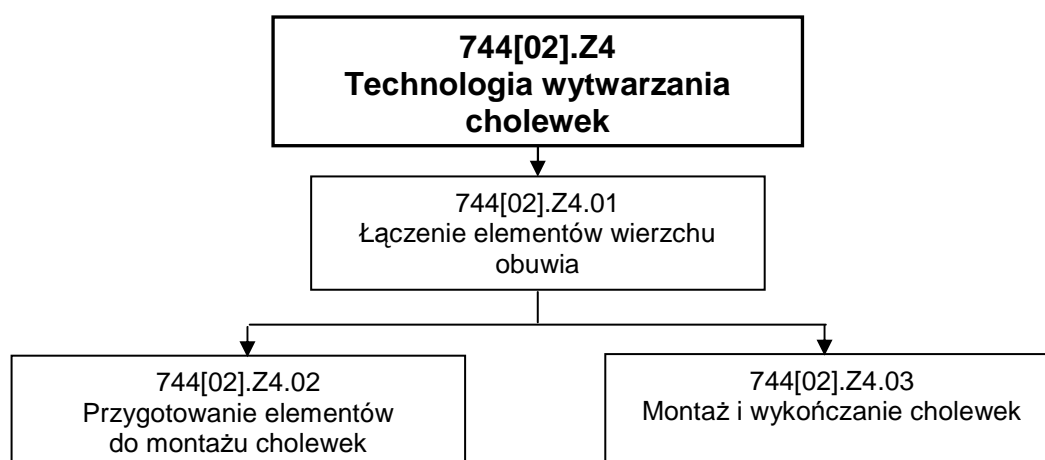 744[02].Z4
Technologia wytwarzania
cholewek
744[02].Z4.01
Łączenie elementów wierzchu
obuwia
744[02].Z4.02
Przygotowanie elementów
do montażu cholewek
744[02].Z4.03
Montaż i wykończanie cholewek